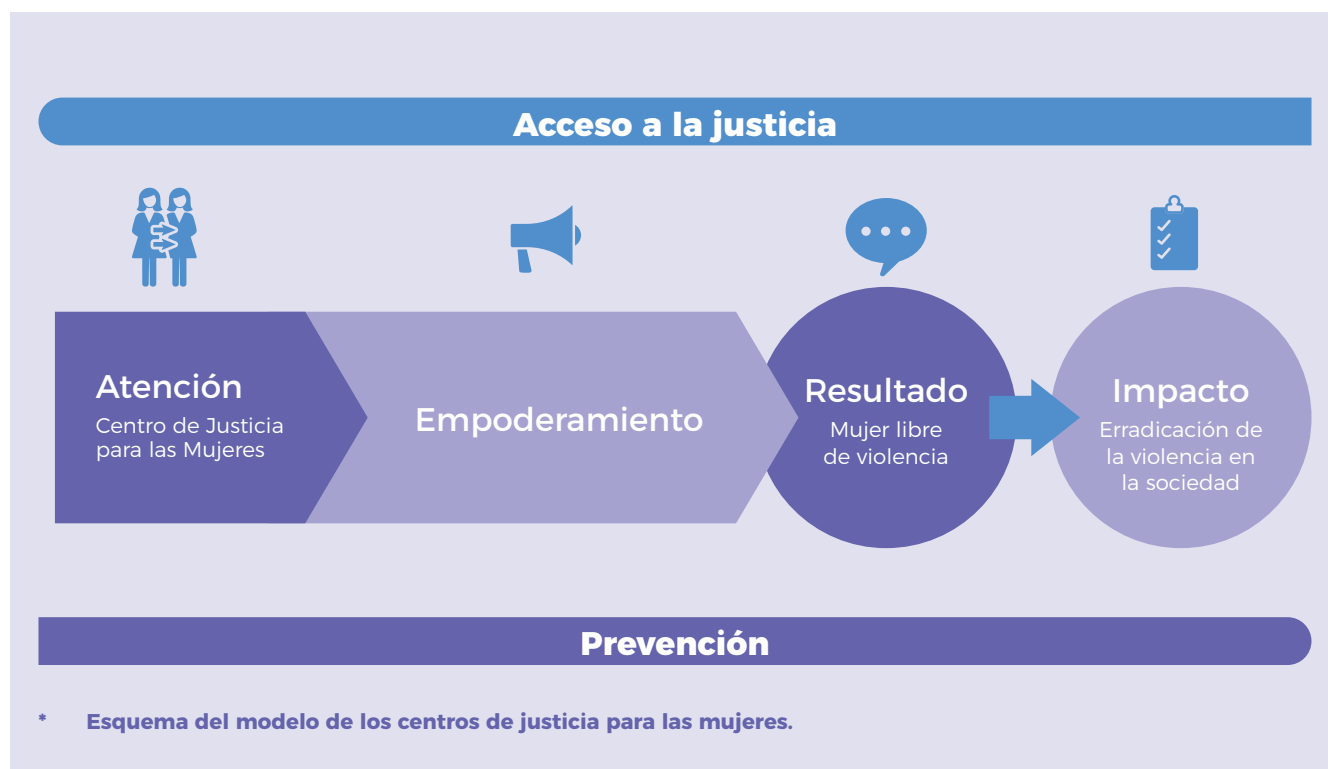 Acceso a la justicia
Atención
Centro de Justicia
para las Mujeres
Empoderamiento
Resultado
Mujer libre
de violencia
Impacto
Erradicación de
la violencia en
la sociedad
Prevención
* Esquema del modelo de los centros de justicia para las mujeres.